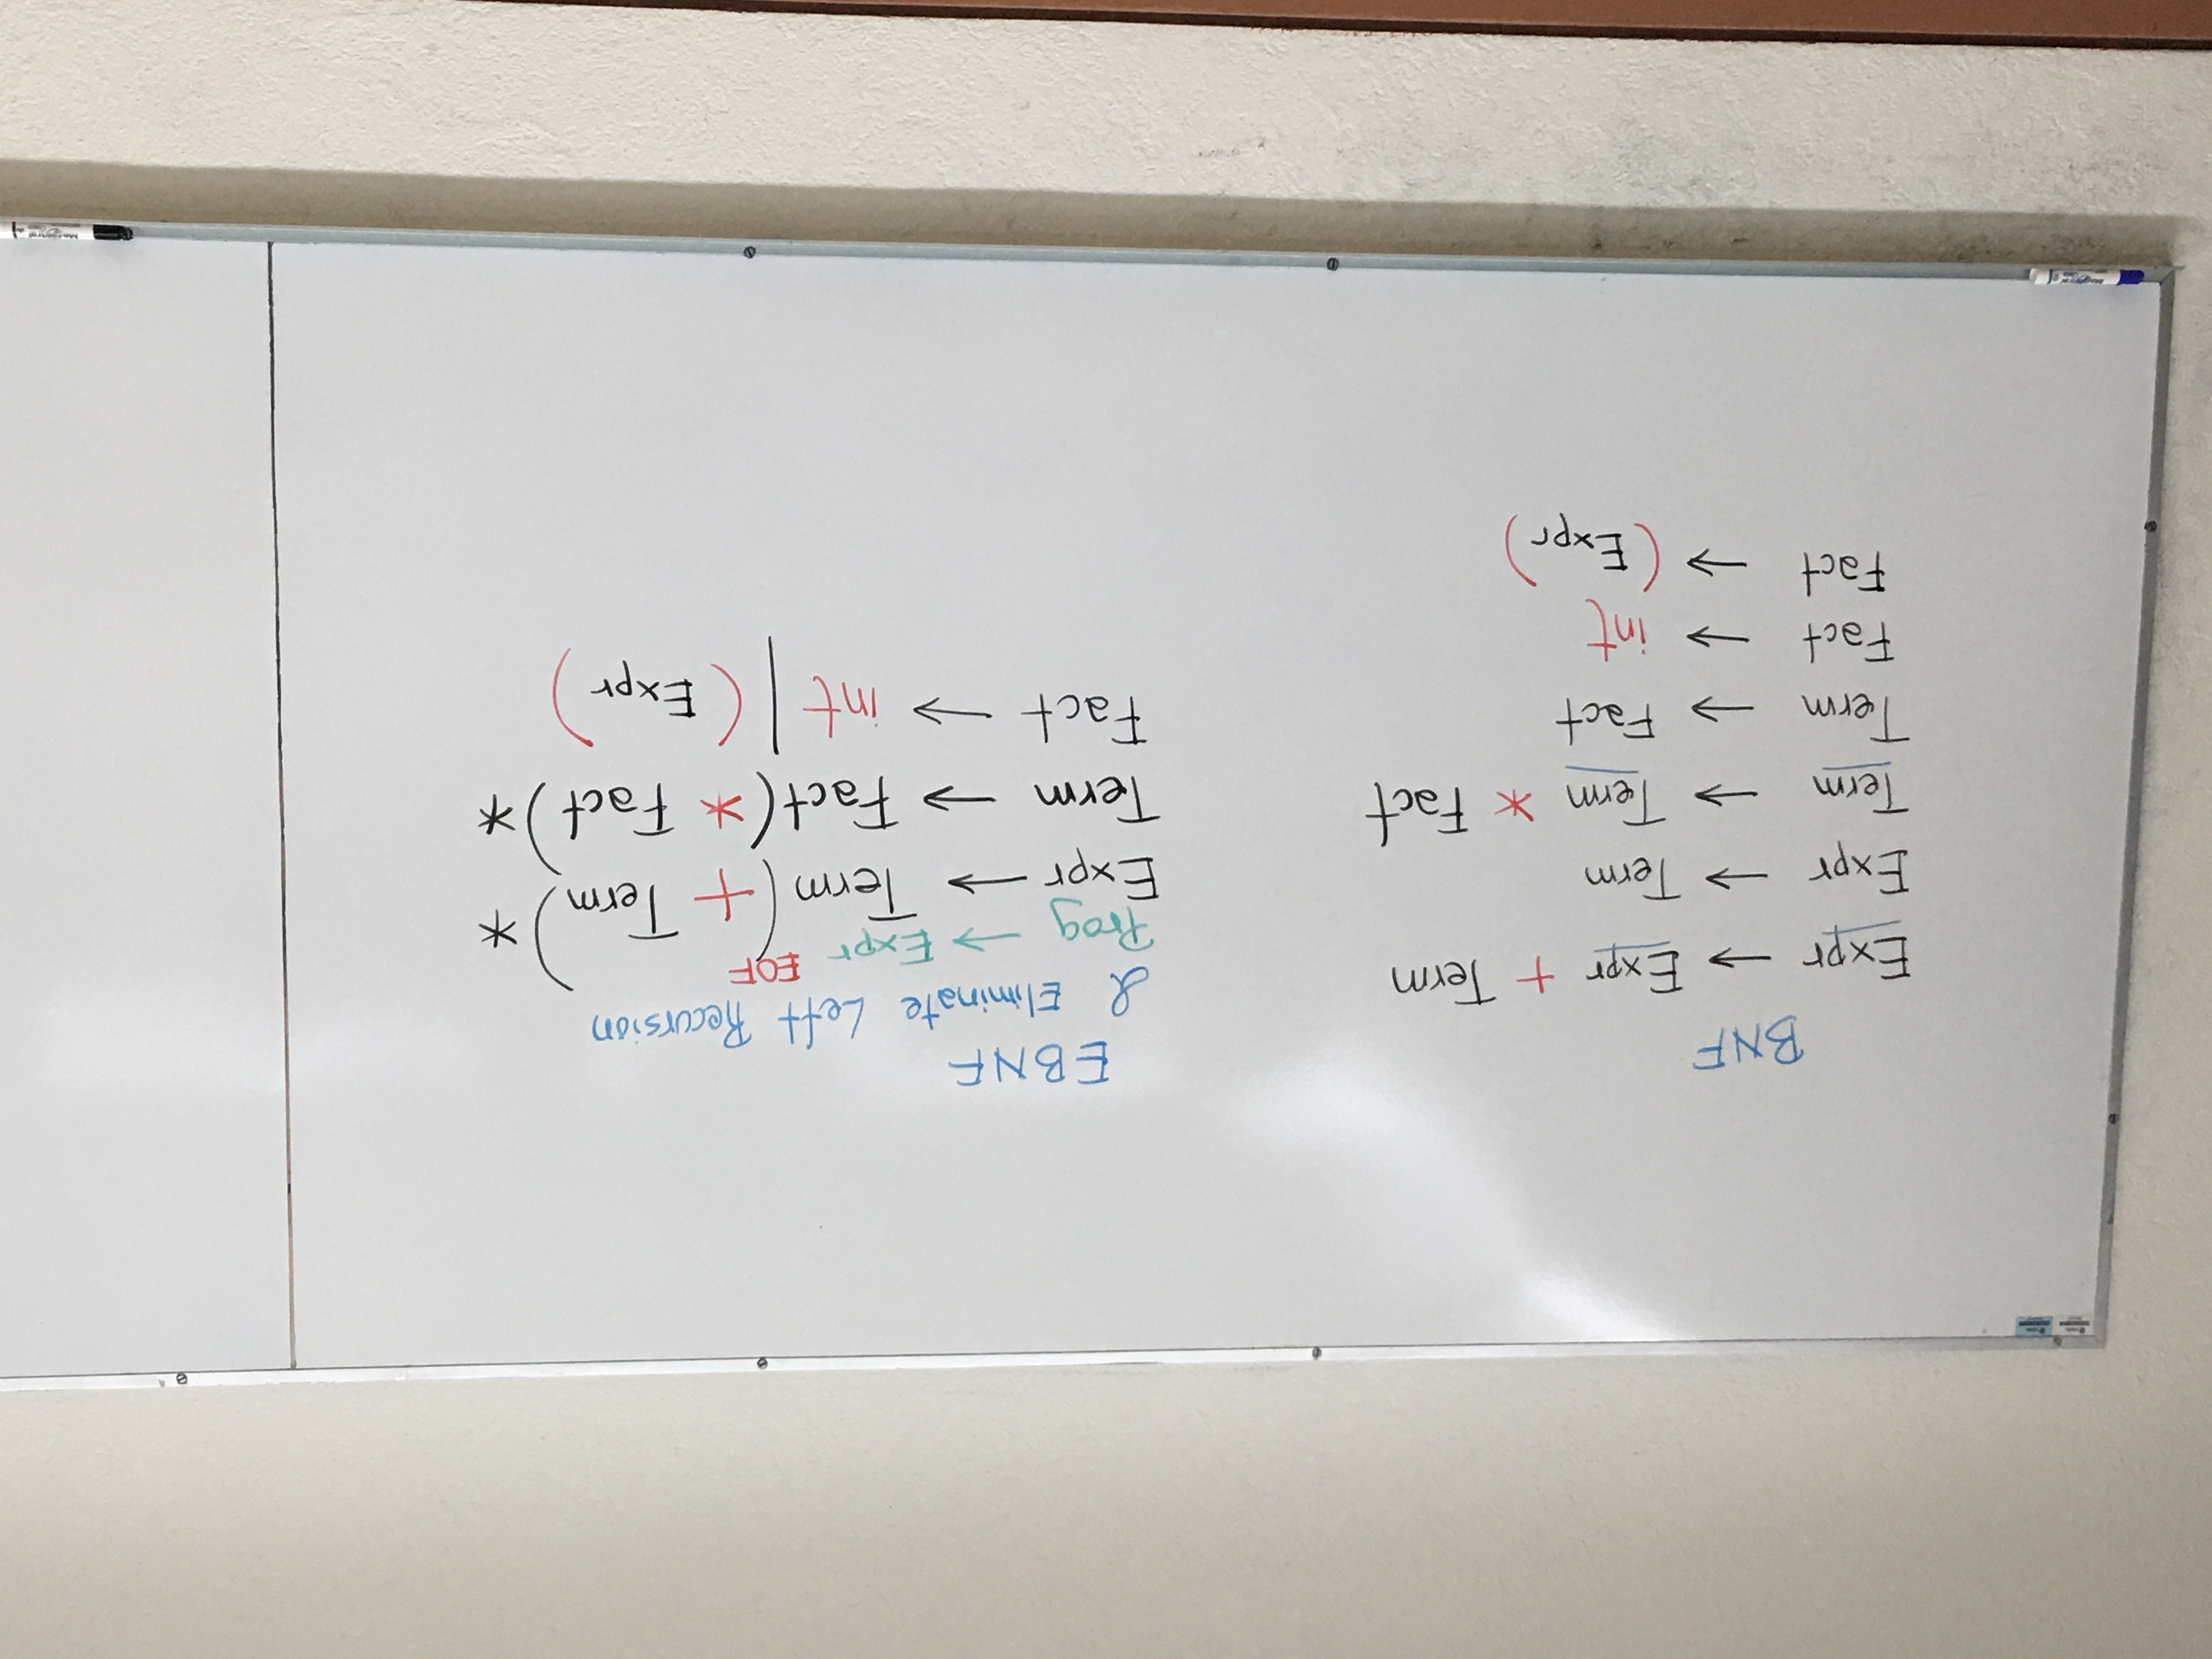 BNF
Expr → Expr + Term
Expr → Term
Term → Term * Fact
Term → Fact
Fact → int
Fact → (Expr)
EBNF
& Eliminate Left Recursion
Prog → Expr EOF
Expr → Term (+ Term)*
Term → Fact (* Fact)*
Fact → int | (Expr)